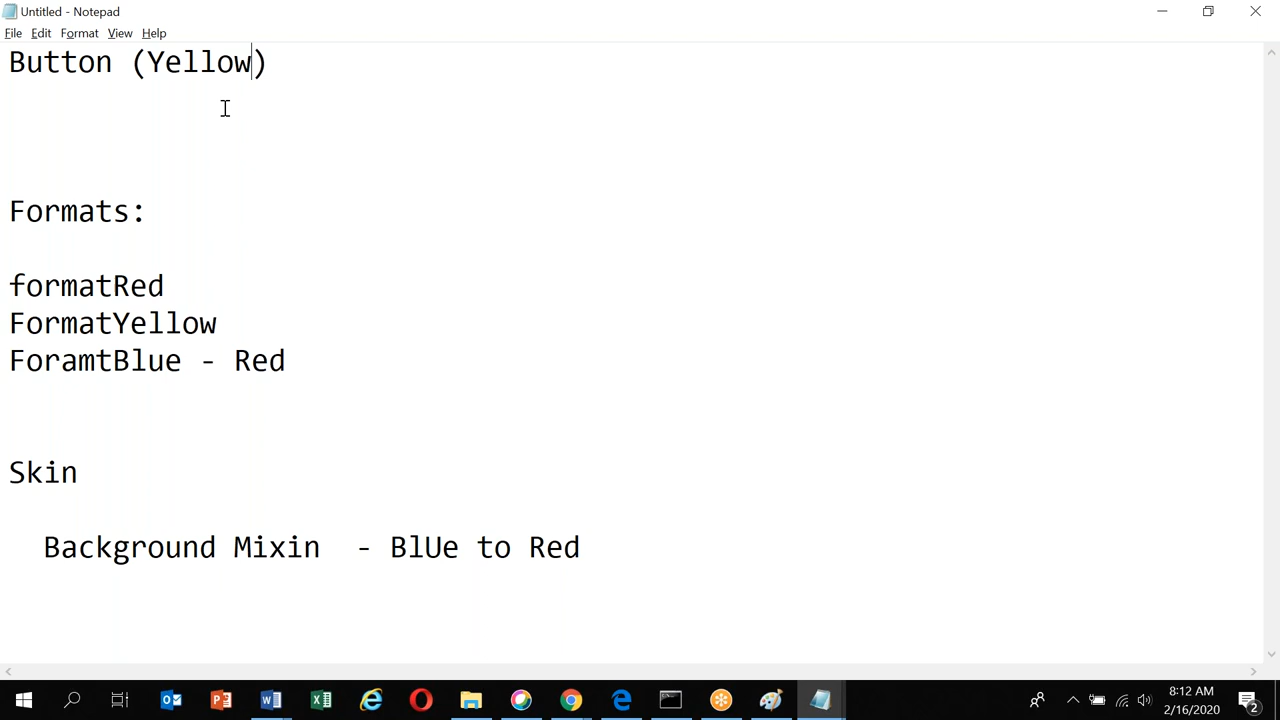 Untitled - Notepad
File Edit Format View Help
Button (Yellow)
Formats:
formatRed
FormatYellow
ForamtBlue - Red
Skin
Background Mixin - BlUe to Red
8:12 AM
2/16/2020
2